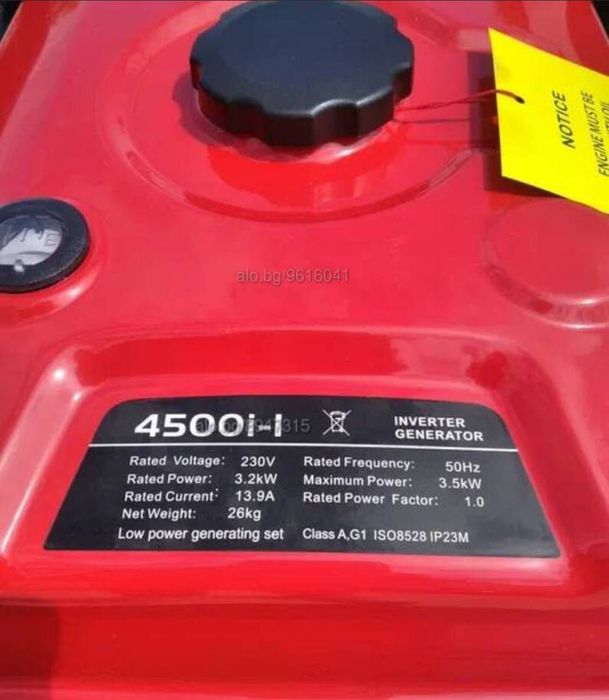 NOTICE
ENGINE MUST BE
alo.bg/9616041
4500i-I
INVERTER
GENERATOR
Rated Voltage: 230V
Rated Frequency: 50Hz
Rated Power: 3.2kW
Maximum Power: 3.5kW
Rated Current: 13.9A
Rated Power Factor: 1.0
Net Weight: 26kg
Low power generating set
Class A,G1 ISO8528 IP23M